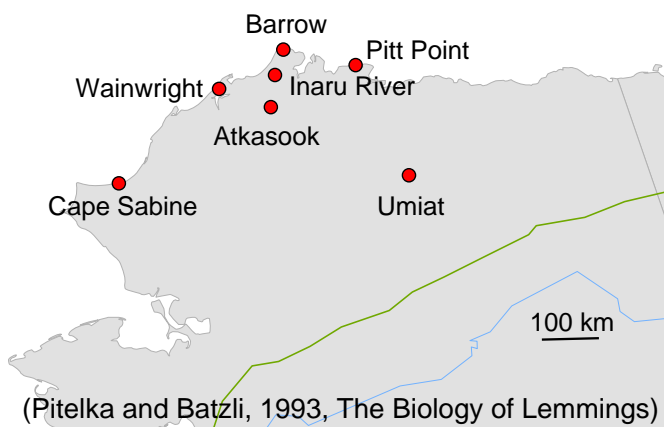 Barrow
Pitt Point
Wainwright
Inaru River
Atkasook
Cape Sabine
Umiat
100 km
(Pitelka and Batzli, 1993, The Biology of Lemmings)